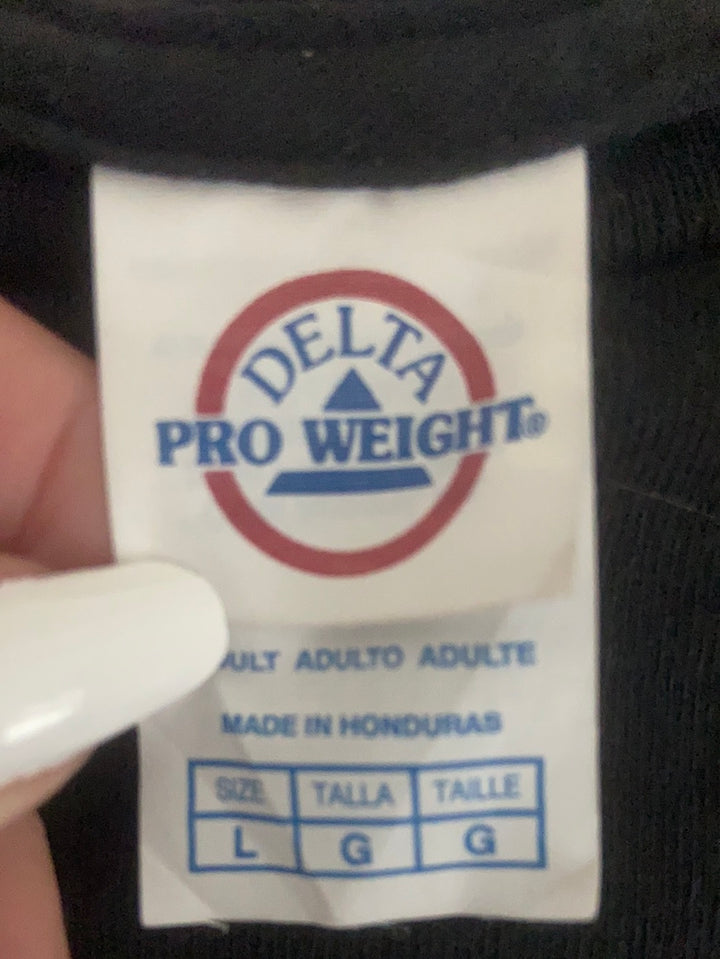 DELTA
PRO WEIGHT®
ADULTO ADULTE
MADE IN HONDURAS
SIZE TALLA TAILLE
L G G